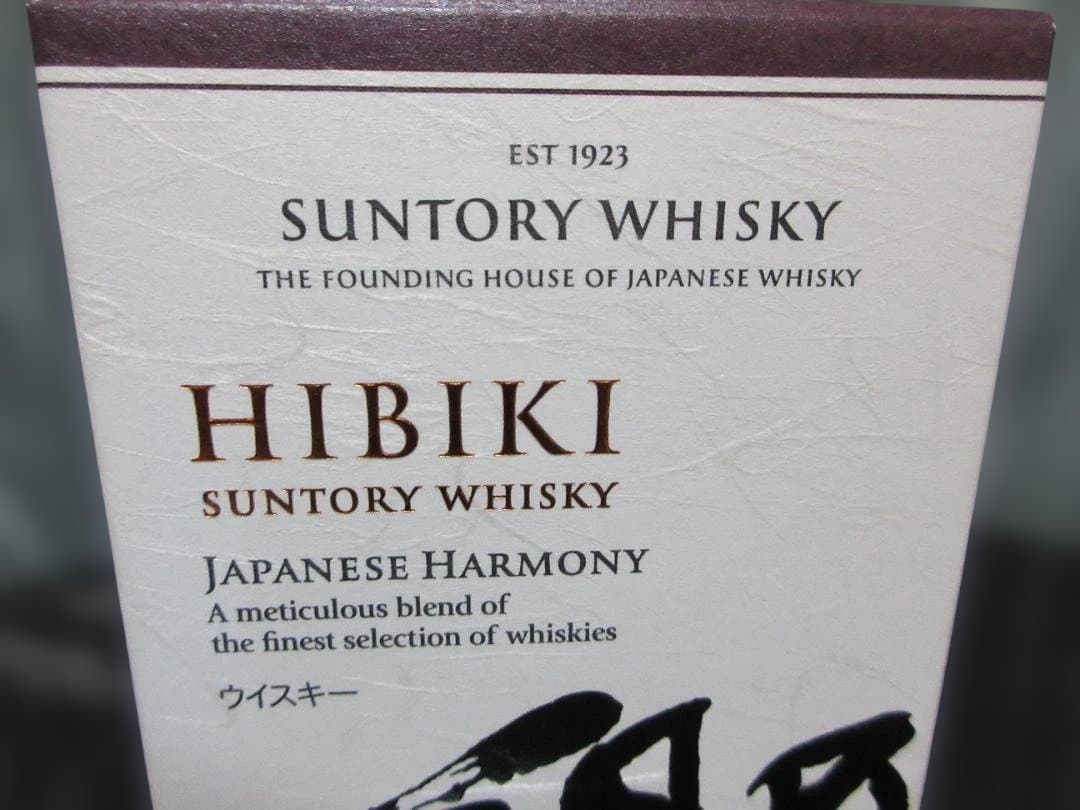 EST 1923
SUNTORY WHISKY
THE FOUNDING HOUSE OF JAPANESE WHISKY
HIBIKI
SUNTORY WHISKY
JAPANESE HARMONY
A meticulous blend of
the finest selection of whiskies
ウイスキー